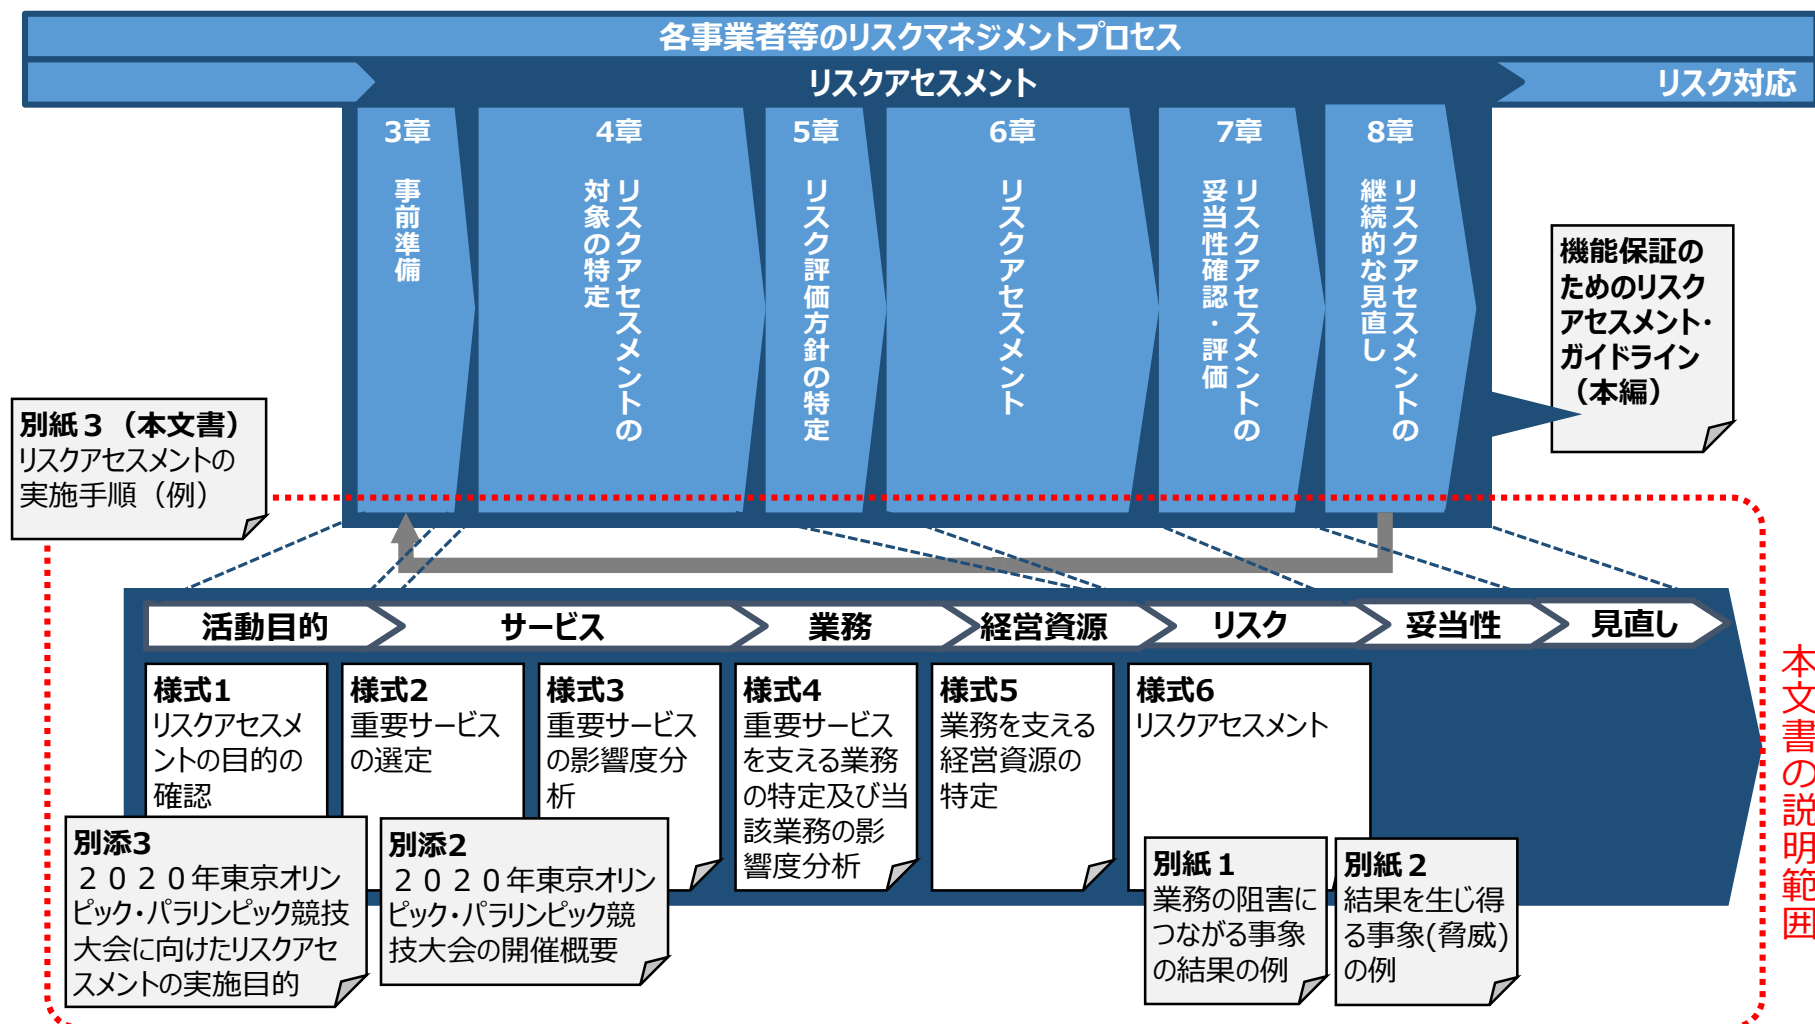 各事業者等のリスクマネジメントプロセス
リスクアセスメント
リスク対応
3章
事前準備
4章
リスクアセスメントの
対象の特定
5章
リスク評価方針の特定
6章
リスクアセスメント
7章
リスクアセスメントの
妥当性確認・評価
8章
リスクアセスメントの
継続的な見直し
機能保証の
ためのリスク
アセスメント・
ガイドライン
（本編）
別紙３（本文書）
リスクアセスメントの
実施手順（例）
活動目的
サービス
業務
経営資源
リスク
妥当性
見直し
様式1
リスクアセスメ
ントの目的の
確認
様式2
重要サービス
の選定
様式3
重要サービス
の影響度分
析
様式4
重要サービス
を支える業務
の特定及び当
該業務の影
響度分析
様式5
業務を支える
経営資源の
特定
様式6
リスクアセスメント
別添3
２０２０年東京オリン
ピック・パラリンピック競技
大会に向けたリスクアセ
スメントの実施目的
別添2
２０２０年東京オリン
ピック・パラリンピック競
技大会の開催概要
別紙１
業務の阻害に
つながる事象
の結果の例
別紙２
結果を生じ得
る事象(脅威)
の例
本文書の説明範囲